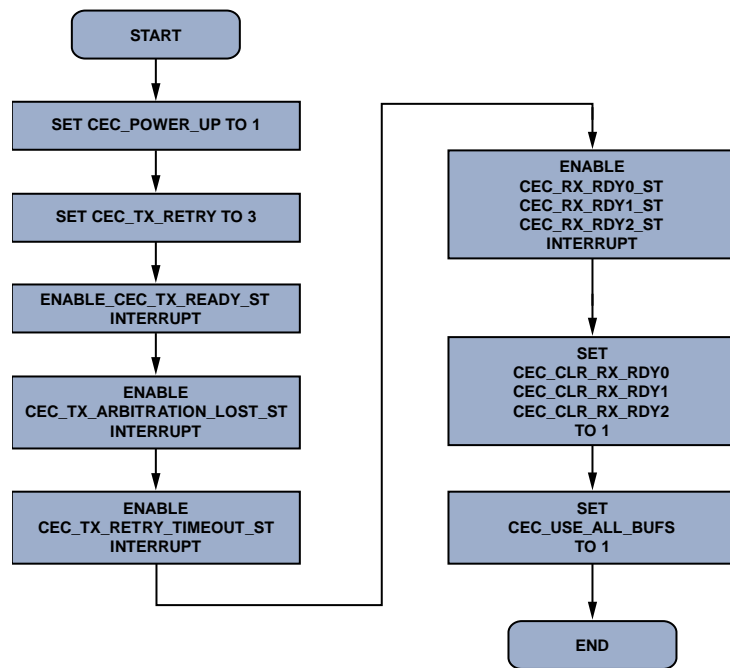 START
SET CEC_POWER_UP TO 1
SET CEC_TX_RETRY TO 3
ENABLE_CEC_TX_READY_ST
INTERRUPT
ENABLE
CEC_TX_ARBITRATION_LOST_ST
INTERRUPT
ENABLE
CEC_TX_RETRY_TIMEOUT_ST
INTERRUPT
ENABLE
CEC_RX_RDY0_ST
CEC_RX_RDY1_ST
CEC_RX_RDY2_ST
INTERRUPT
SET
CEC_CLR_RX_RDY0
CEC_CLR_RX_RDY1
CEC_CLR_RX_RDY2
TO 1
SET
CEC_USE_ALL_BUFS
TO 1
END